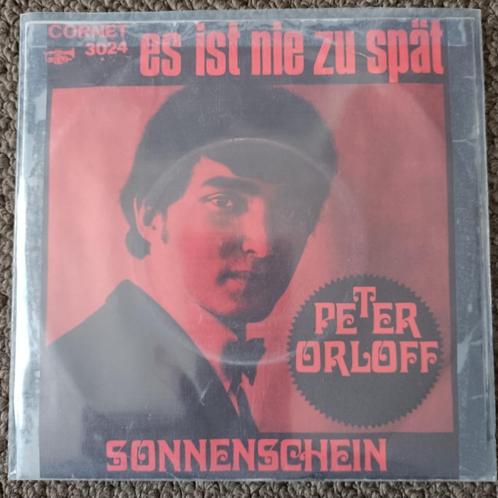 CORNET
3024
es ist nie zu spät
PETER
ORLOFF
SONNENSCHEIN